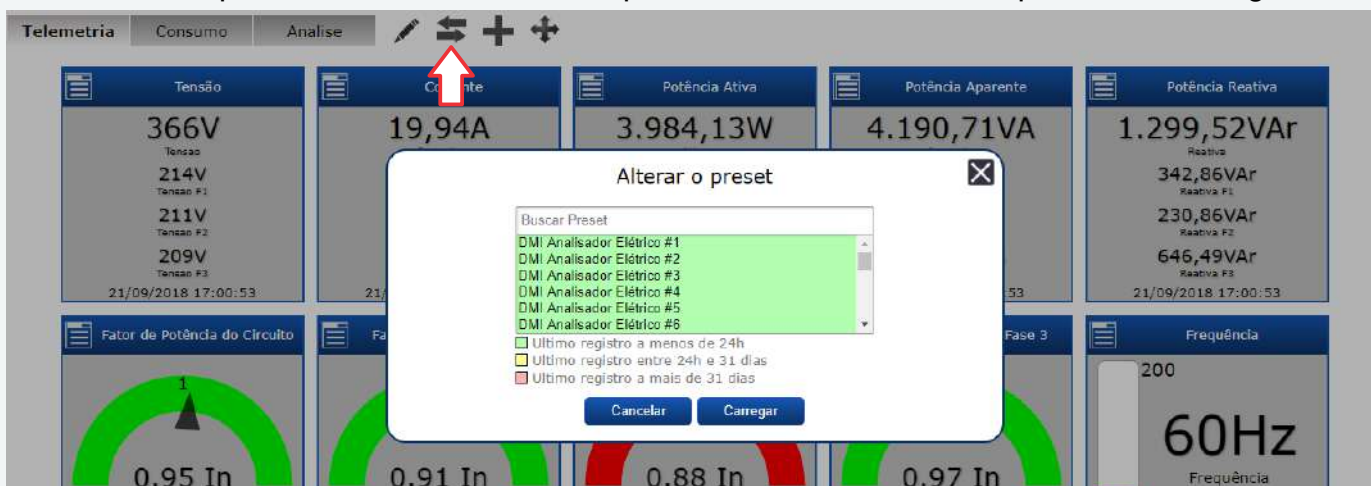 Telemetria Consumo Analise
Tensão
366V
Tensao
214V
Tensao F1
211V
Tensao F2
209V
Tensao F3
21/09/2018 17:00:53
19,94A
21/
Potência Ativa
3.984,13W
Potência Aparente
4.190,71VA
53
Potência Reativa
1.299,52VAr
Reativa
342,86VAr
Reativa F1
230,86VAr
Reativa F2
646,49VAr
Reativa F3
21/09/2018 17:00:53
Alterar o preset
Buscar Preset
DMI Analisador Elétrico #1
DMI Analisador Elétrico #2
DMI Analisador Elétrico #3
DMI Analisador Elétrico #4
DMI Analisador Elétrico #5
DMI Analisador Elétrico #6
Ultimo registro a menos de 24h
Ultimo registro entre 24h e 31 dias
Ultimo registro a mais de 31 dias
Cancelar Carregar
Fator de Potência do Circuito
1
0.95 In
Fa
0.91 In
0.88 In
Fase 3
0.97 In
Frequência
200
60Hz
Frequência